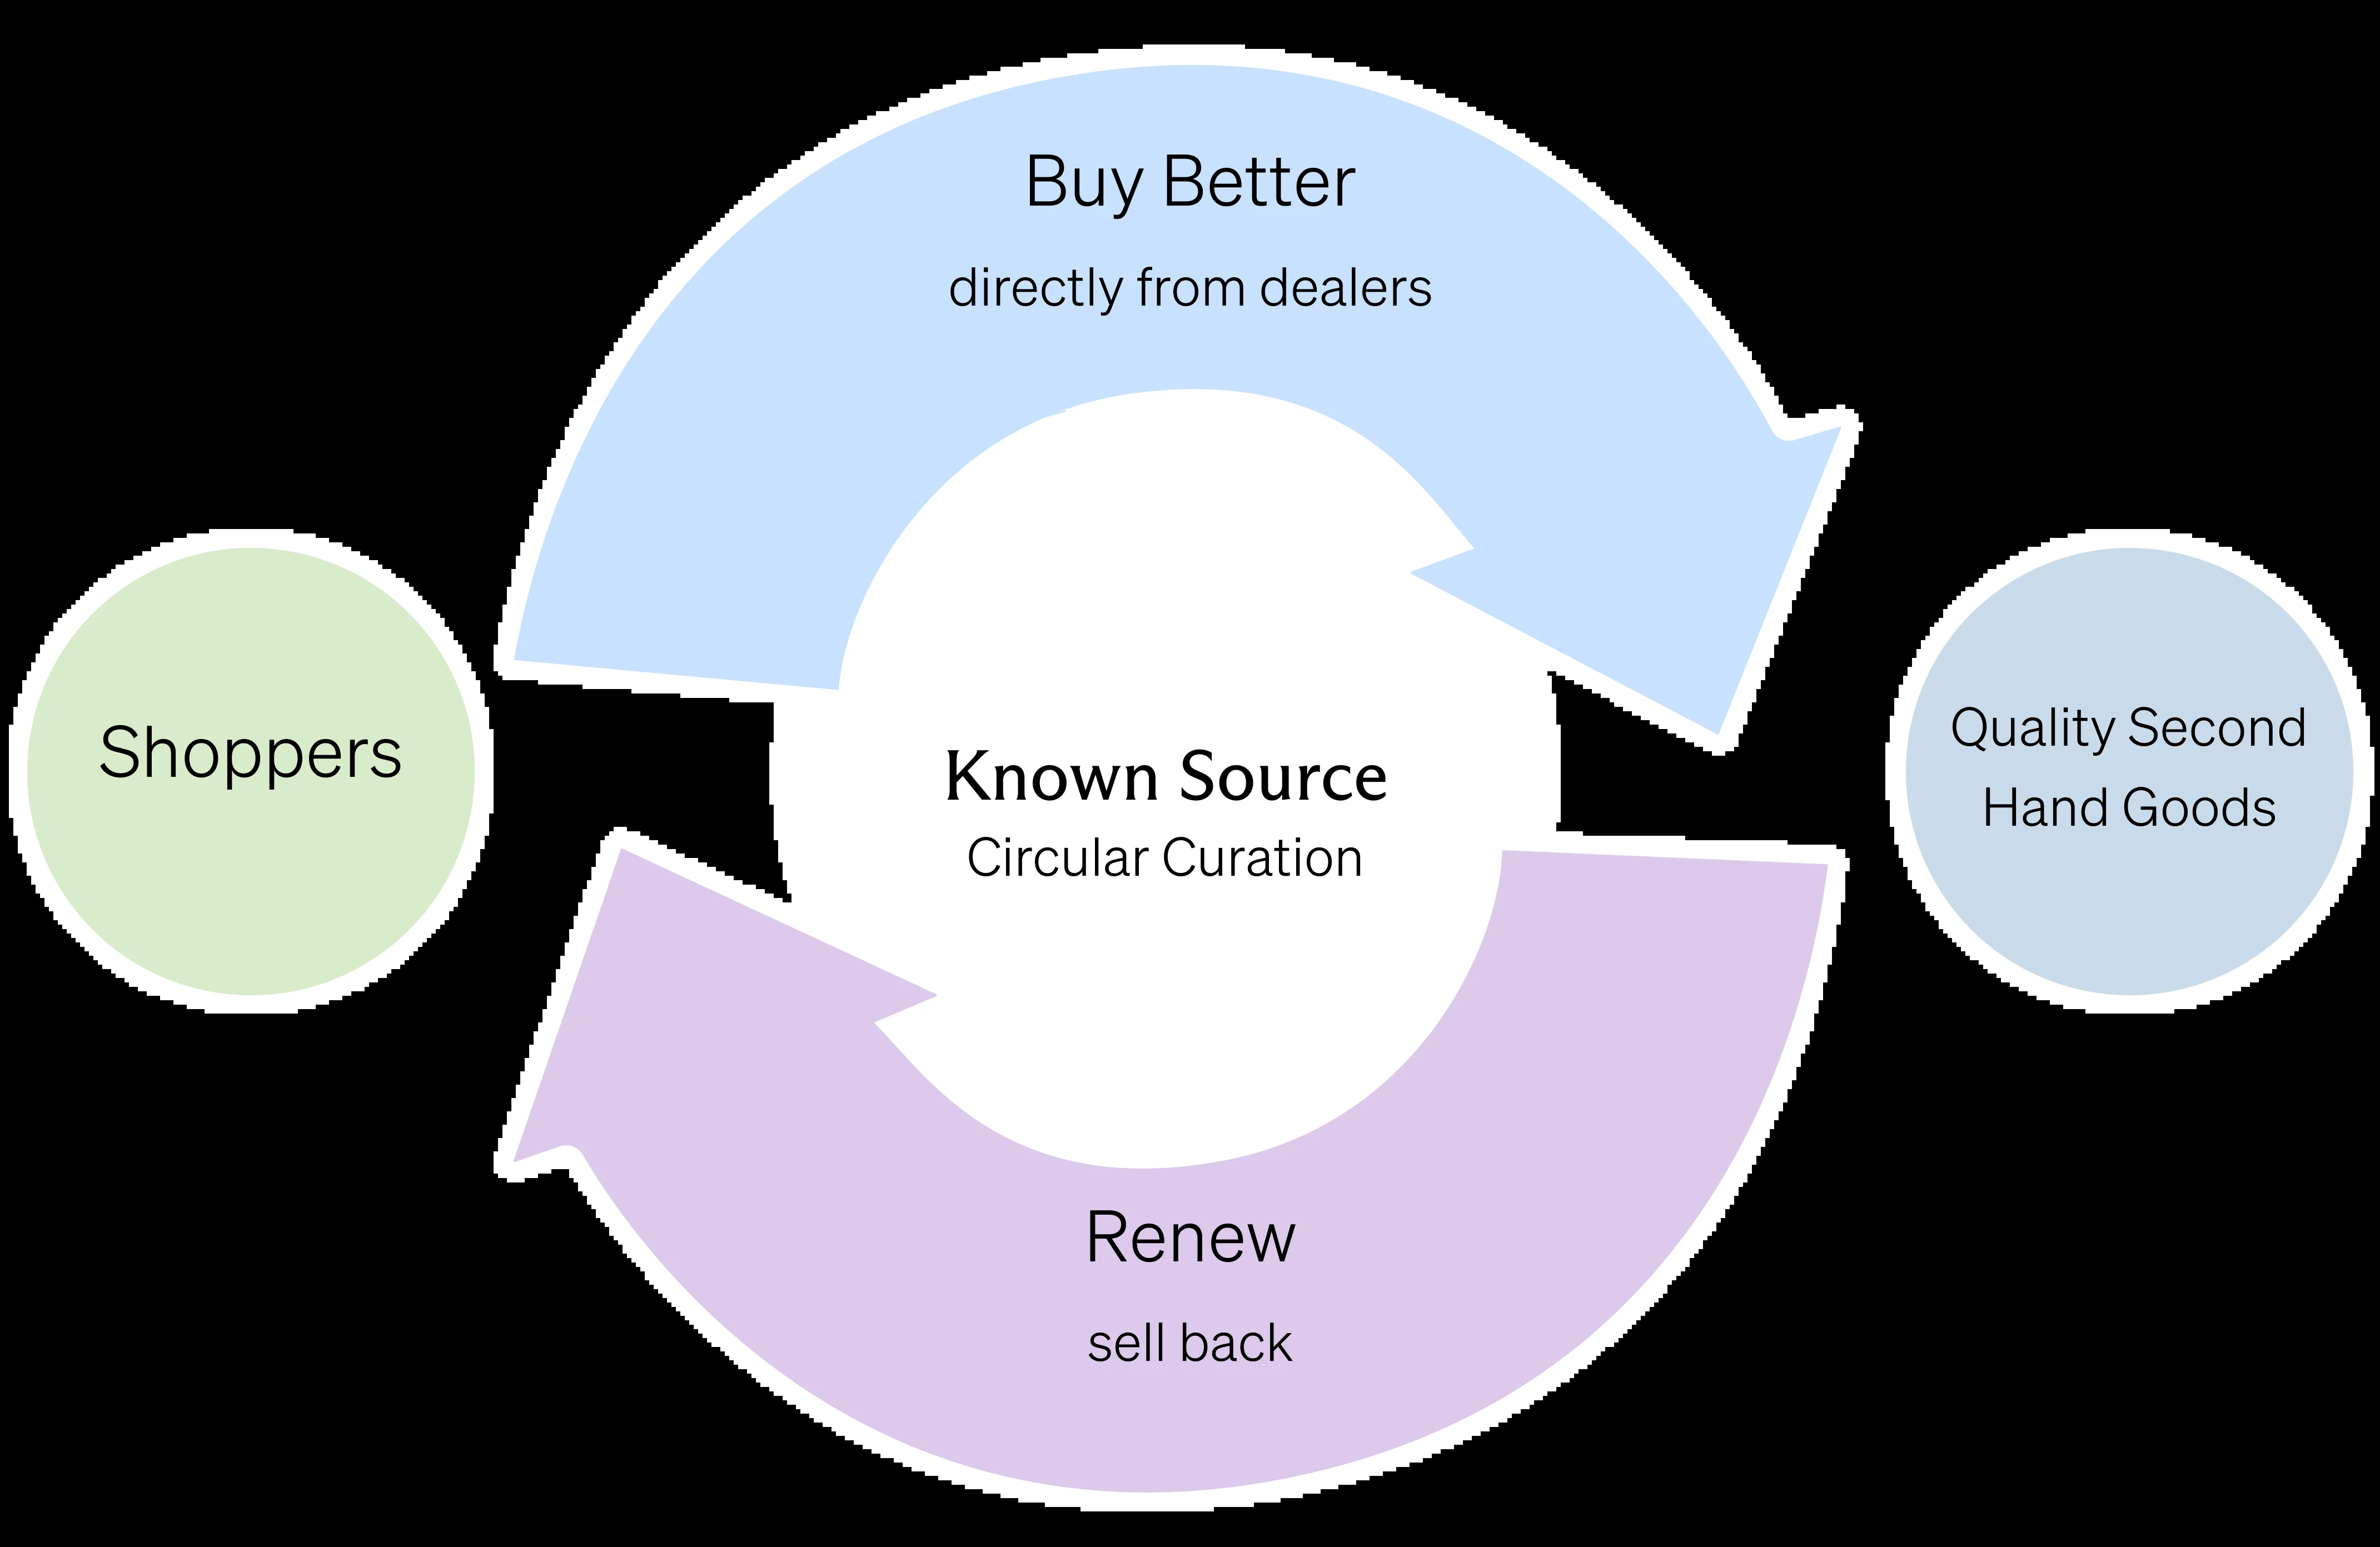 Buy Better
directly from dealers
Shoppers
Known Source
Circular Curation
Quality Second
Hand Goods
Renew
sell back